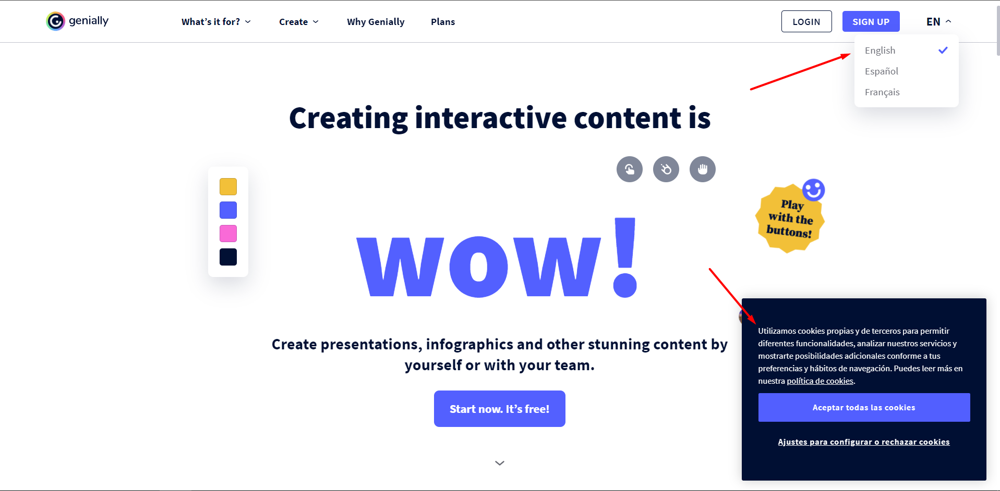 genially
What’s it for?
Create
Why Genially
Plans
LOGIN
SIGN UP
EN
English
Español
Français
Creating interactive content is
wow!
Play
with the
buttons!
Create presentations, infographics and other stunning content by
yourself or with your team.
Start now. It’s free!
Utilizamos cookies propias y de terceros para permitir
diferentes funcionalidades, analizar nuestros servicios y
mostrarte posibilidades adicionales conforme a tus
preferencias y hábitos de navegación. Puedes leer más en
nuestra política de cookies.
Aceptar todas las cookies
Ajustes para configurar o rechazar cookies